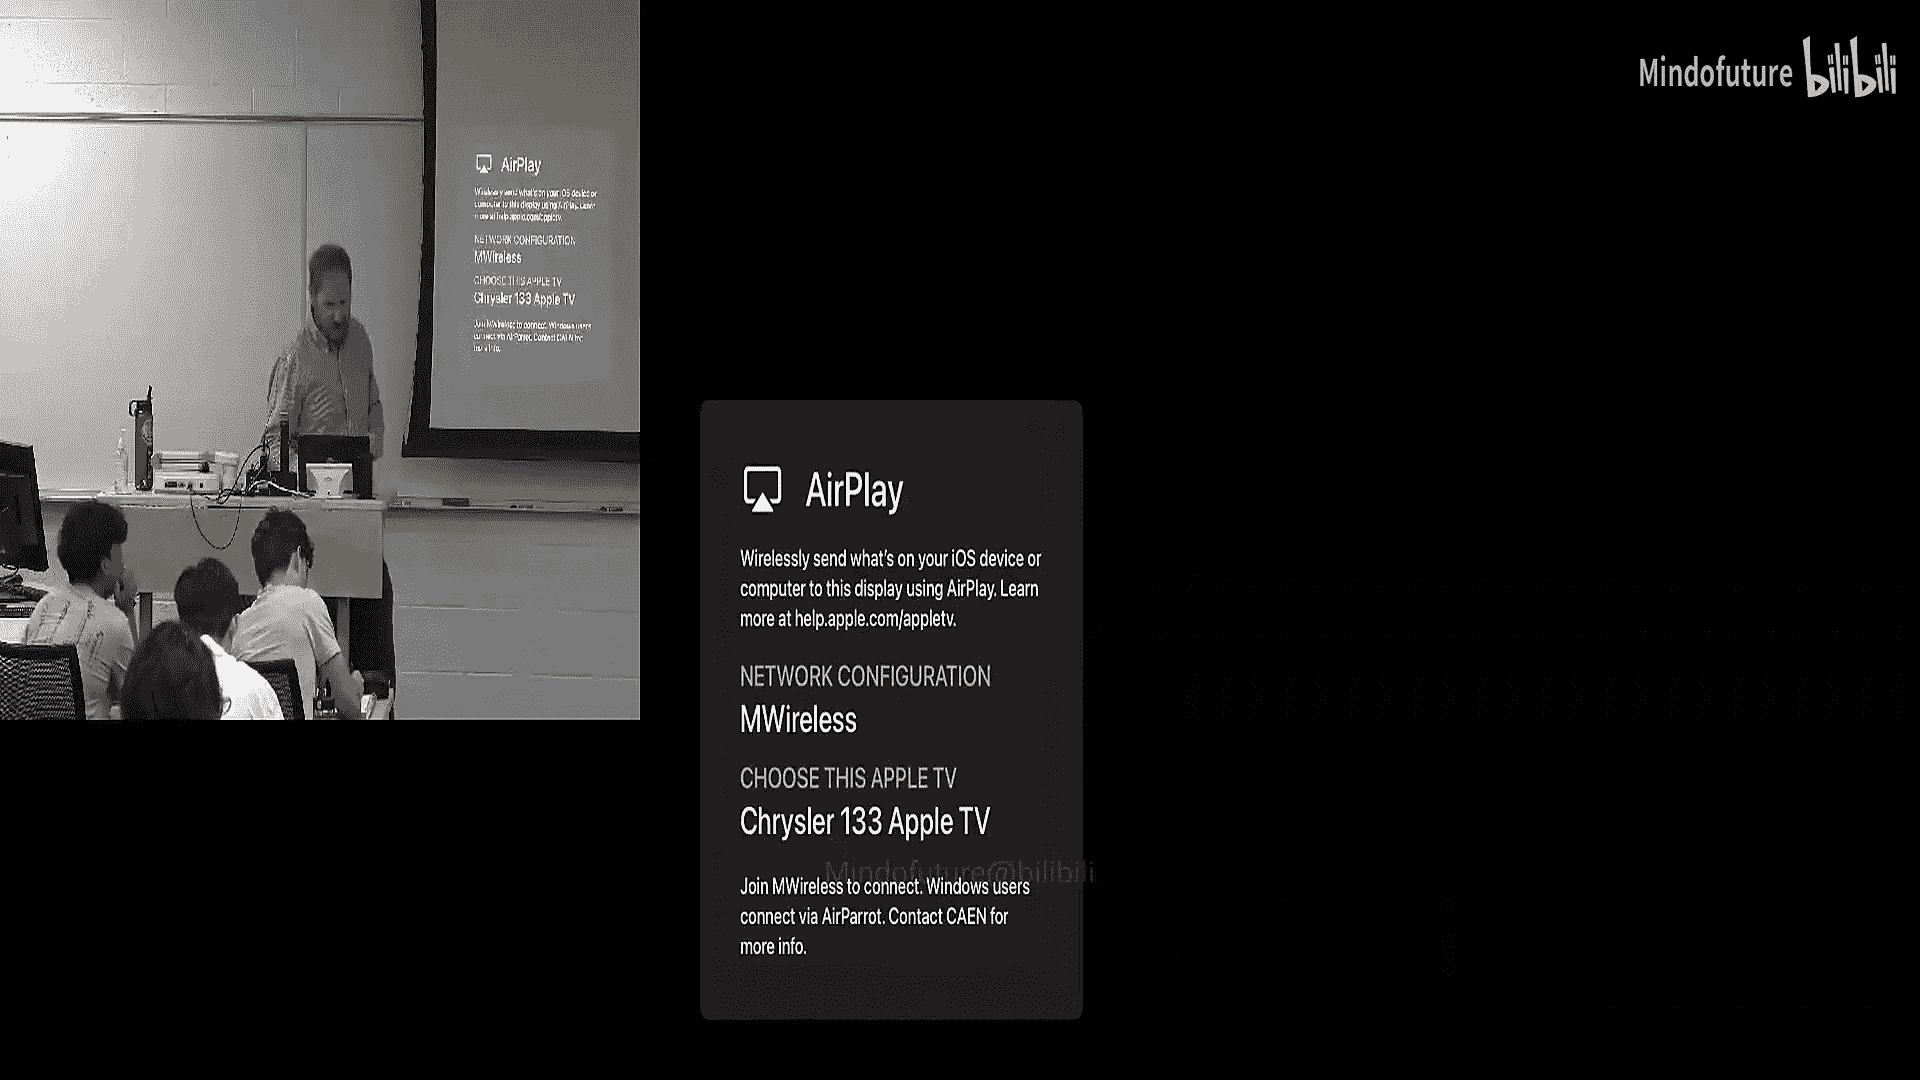 Mindofuture bilibili
AirPlay
NETWORK CONFIGURATION
MWireless
CHOOSE THIS APPLE TV
Chrysler 133 Apple TV
AirPlay
Wirelessly send what's on your iOS device or
computer to this display using AirPlay. Learn
more at help.apple.com/appletv.
NETWORK CONFIGURATION
MWireless
CHOOSE THIS APPLE TV
Chrysler 133 Apple TV
Mindofuture@bilibili
Join MWireless to connect. Windows users
connect via AirParrot. Contact CAEN for
more info.